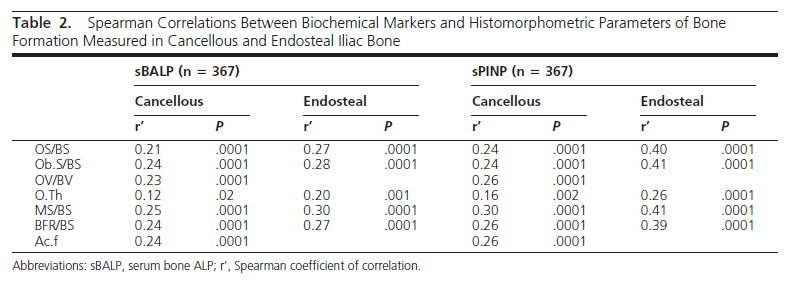 Table 2. Spearman Correlations Between Biochemical Markers and Histomorphometric Parameters of Bone
Formation Measured in Cancellous and Endosteal Iliac Bone
sBALP (n = 367) sPINP (n = 367)
Cancellous Endosteal Cancellous Endosteal
r′ P r′ P r′ P r′ P
OS/BS 0.21 .0001 0.27 .0001 0.24 .0001 0.40 .0001
Ob.S/BS 0.24 .0001 0.28 .0001 0.24 .0001 0.41 .0001
OV/BV 0.23 .0001 0.26 .0001
O.Th 0.12 .02 0.20 .001 0.16 .002 0.26 .0001
MS/BS 0.25 .0001 0.30 .0001 0.30 .0001 0.41 .0001
BFR/BS 0.24 .0001 0.27 .0001 0.26 .0001 0.39 .0001
Ac.f 0.24 .0001 0.26 .0001
Abbreviations: sBALP, serum bone ALP; r′, Spearman coefficient of correlation.